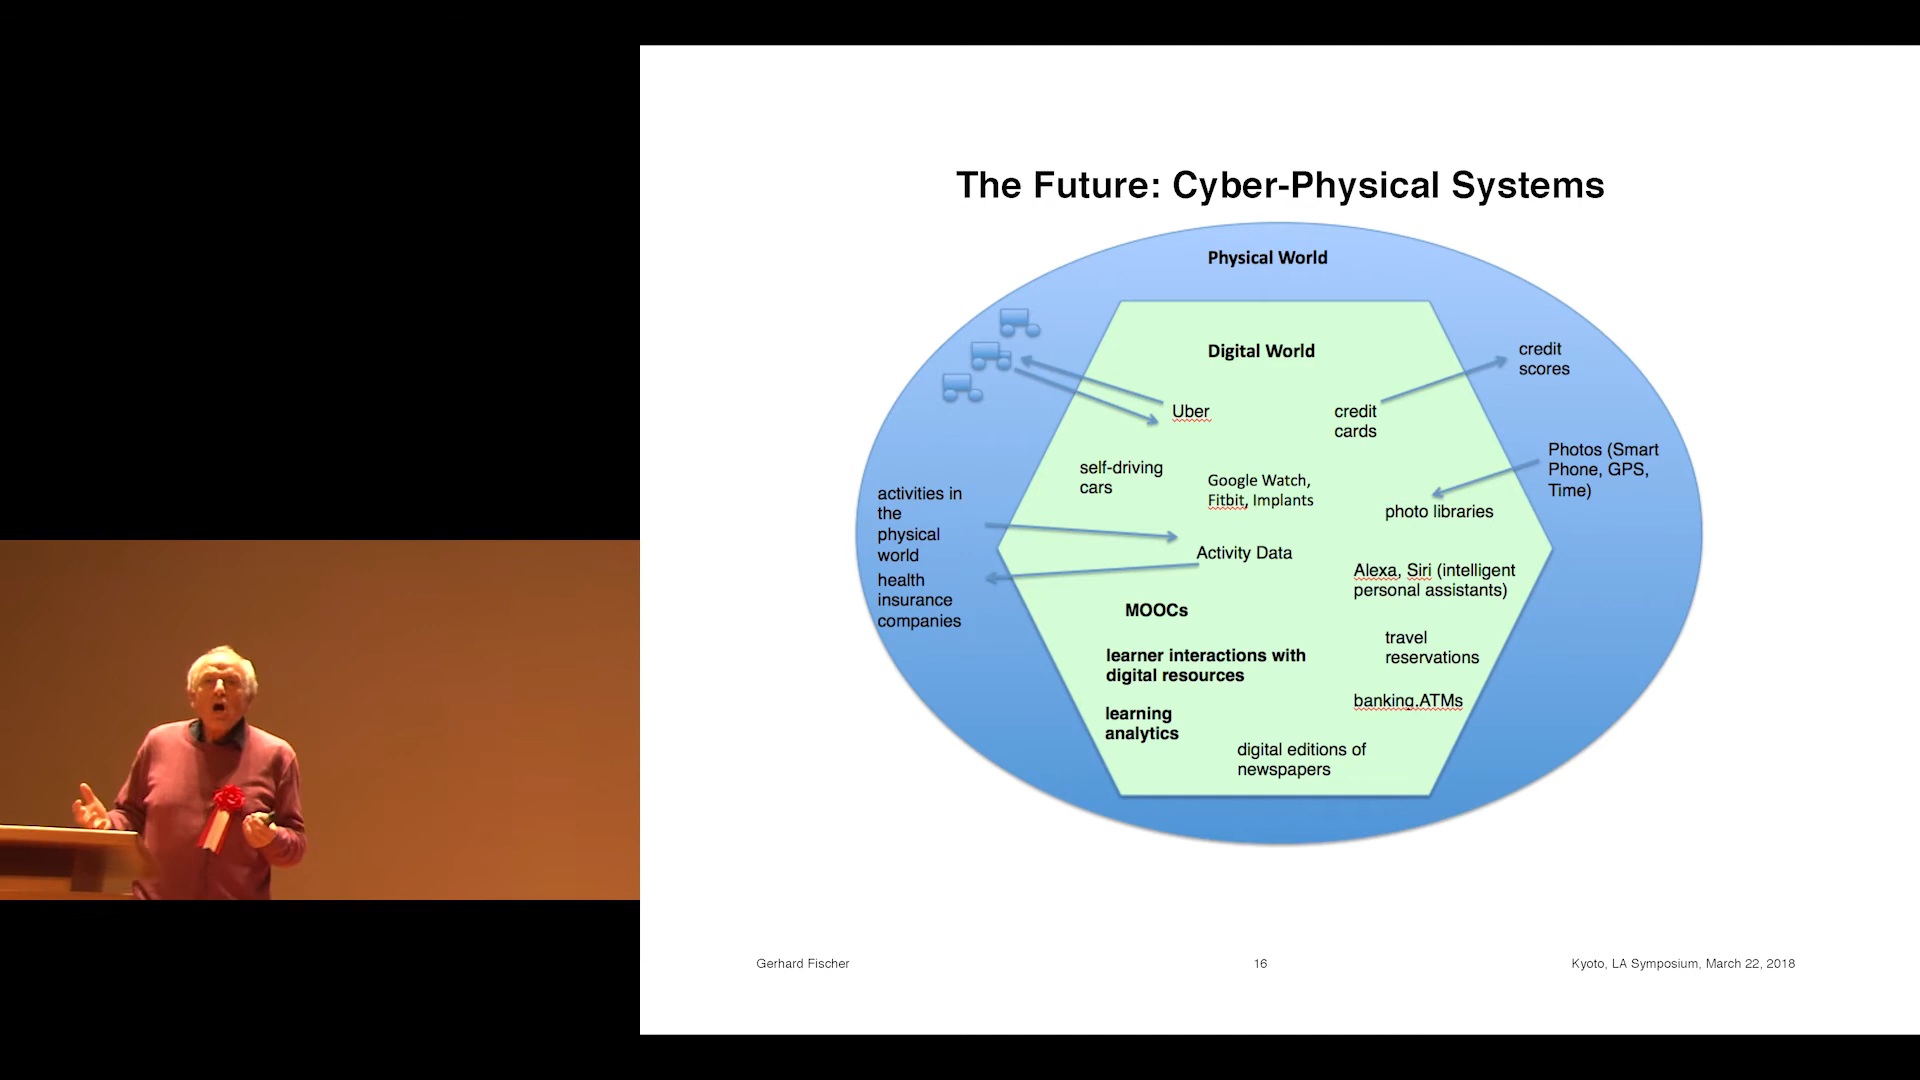 The Future: Cyber-Physical Systems
Physical World
Digital World
credit
scores
Uber
credit
cards
Photos (Smart
Phone, GPS,
Time)
self-driving
cars
Google Watch,
Fitbit, Implants
activities in
the
physical
world
photo libraries
Activity Data
health
insurance
companies
Alexa, Siri (intelligent
personal assistants)
MOOCs
travel
reservations
learner interactions with
digital resources
banking.ATMs
learning
analytics
digital editions of
newspapers
Gerhard Fischer
16
Kyoto, LA Symposium, March 22, 2018